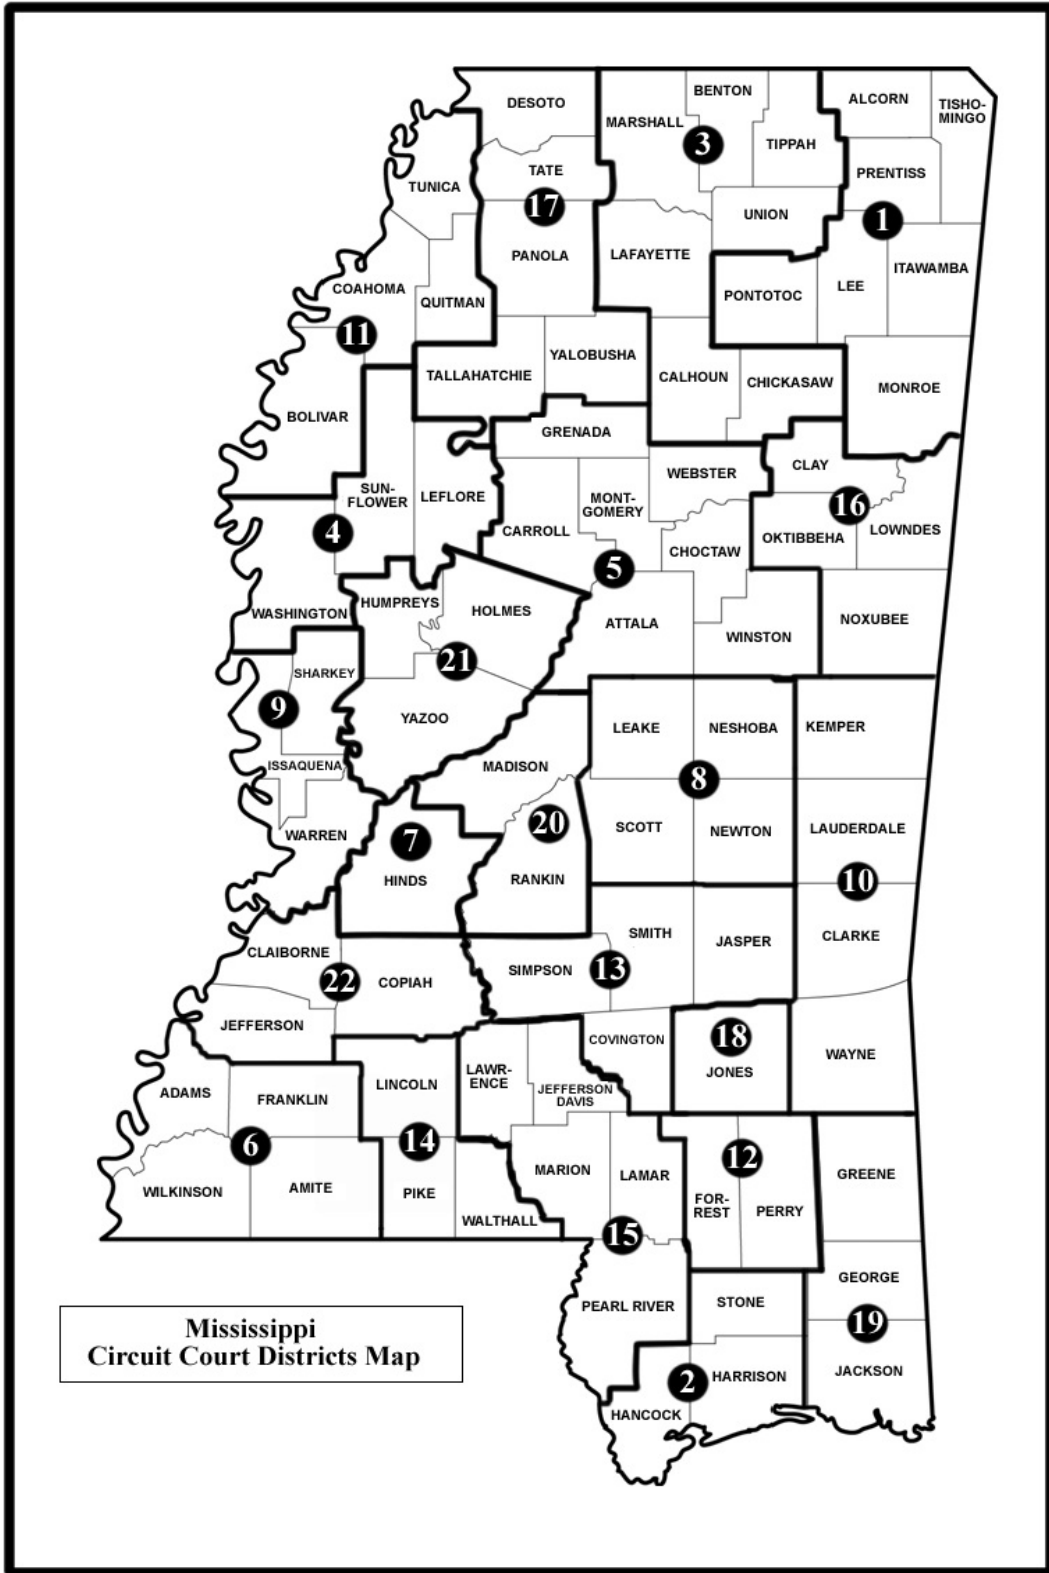 DESOTO
BENTON
ALCORN
TISHO-
MINGO
MARSHALL
3
TIPPAH
TATE
PRENTISS
TUNICA
17
UNION
1
PANOLA
LAFAYETTE
ITAWAMBA
COAHOMA
QUITMAN
PONTOTOC
LEE
11
YALOBUSHA
TALLAHATCHIE
CALHOUN
CHICKASAW
MONROE
BOLIVAR
GRENADA
WEBSTER
CLAY
SUN-
FLOWER
LEFLORE
MONT-
GOMERY
16
4
CARROLL
CHOCTAW
OKTIBBEHA
LOWNDES
5
WASHINGTON
HUMPREYS
HOLMES
ATTALA
WINSTON
NOXUBEE
21
SHARKEY
9
YAZOO
LEAKE
NESHOBA
KEMPER
ISSAQUENA
MADISON
8
WARREN
7
20
SCOTT
NEWTON
LAUDERDALE
HINDS
RANKIN
10
CLAIBORNE
SMITH
JASPER
CLARKE
22
COPIAH
SIMPSON
13
JEFFERSON
COVINGTON
18
WAYNE
ADAMS
FRANKLIN
LINCOLN
LAWR-
ENCE
JEFFERSON
DAVIS
JONES
6
14
12
WILKINSON
AMITE
PIKE
MARION
LAMAR
GREENE
WALTHALL
FOR-
REST
PERRY
15
GEORGE
PEARL RIVER
STONE
19
Mississippi
Circuit Court Districts Map
2
HARRISON
JACKSON
HANCOCK